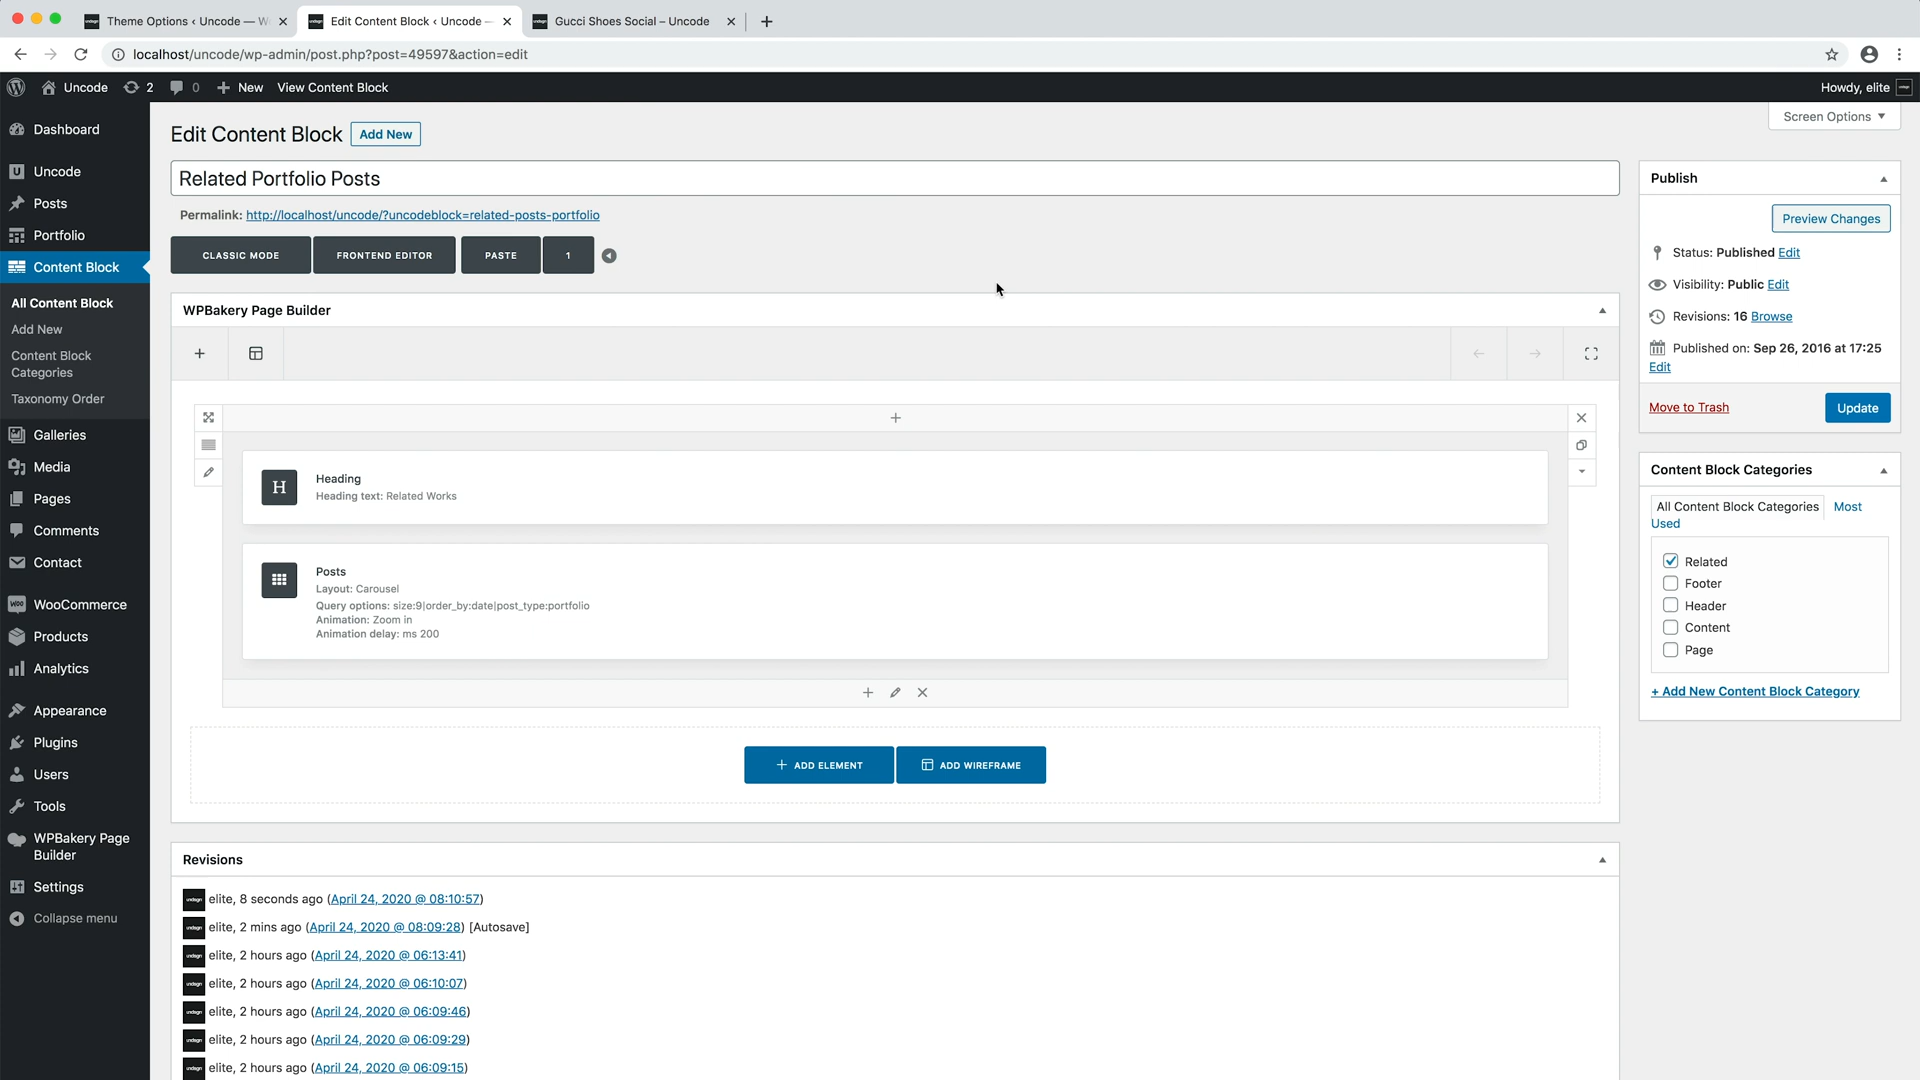 Theme Options ‹ Uncode — W
Edit Content Block ‹ Uncode —
Gucci Shoes Social – Uncode
localhost/uncode/wp-admin/post.php?post=49597&action=edit
Uncode
2
0
New
View Content Block
Howdy, elite
Screen Options
Dashboard
Uncode
Posts
Portfolio
Content Block
All Content Block
Add New
Content Block
Categories
Taxonomy Order
Galleries
Media
Pages
Comments
Contact
WooCommerce
Products
Analytics
Appearance
Plugins
Users
Tools
WPBakery Page
Builder
Settings
Collapse menu
Edit Content Block
Add New
Related Portfolio Posts
Permalink: http://localhost/uncode/?uncodeblock=related-posts-portfolio
CLASSIC MODE
FRONTEND EDITOR
PASTE
1
WPBakery Page Builder
H
Heading
Heading text: Related Works
Posts
Layout: Carousel
Query options: size:9|order_by:date|post_type:portfolio
Animation: Zoom in
Animation delay: ms 200
ADD ELEMENT
ADD WIREFRAME
Revisions
elite, 8 seconds ago (April 24, 2020 @ 08:10:57)
elite, 2 mins ago (April 24, 2020 @ 08:09:28) [Autosave]
elite, 2 hours ago (April 24, 2020 @ 06:13:41)
elite, 2 hours ago (April 24, 2020 @ 06:10:07)
elite, 2 hours ago (April 24, 2020 @ 06:09:46)
elite, 2 hours ago (April 24, 2020 @ 06:09:29)
elite, 2 hours ago (April 24, 2020 @ 06:09:15)
Publish
Preview Changes
Status: Published Edit
Visibility: Public Edit
Revisions: 16 Browse
Published on: Sep 26, 2016 at 17:25
Edit
Move to Trash
Update
Content Block Categories
All Content Block Categories
Most
Used
Related
Footer
Header
Content
Page
+ Add New Content Block Category